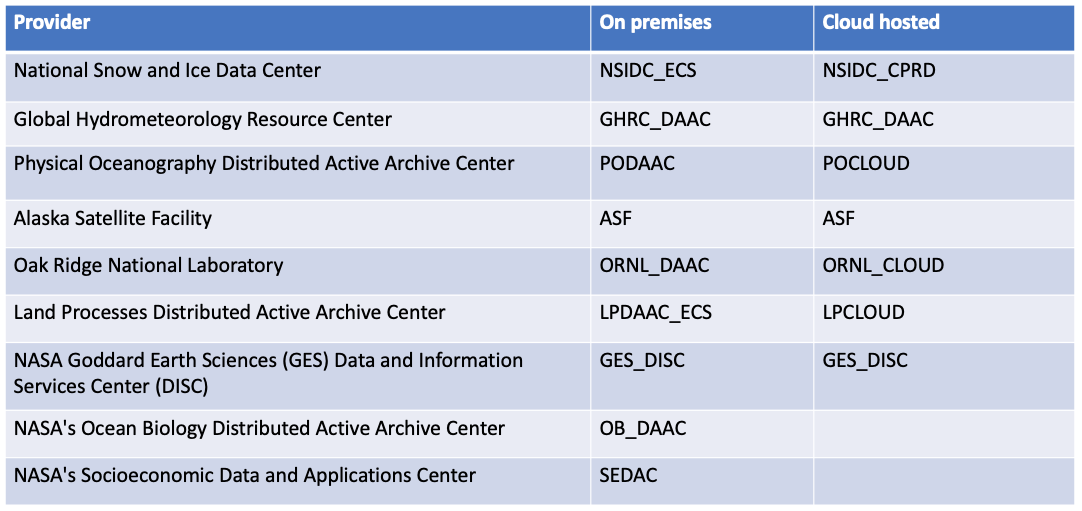 Provider On premises Cloud hosted
National Snow and Ice Data Center NSIDC_ECS NSIDC_CPRD
Global Hydrometeorology Resource Center GHRC_DAAC GHRC_DAAC
Physical Oceanography Distributed Active Archive Center PODAAC POCLOUD
Alaska Satellite Facility ASF ASF
Oak Ridge National Laboratory ORNL_DAAC ORNL_CLOUD
Land Processes Distributed Active Archive Center LPDAAC_ECS LPCLOUD
NASA Goddard Earth Sciences (GES) Data and Information GES_DISC GES_DISC
Services Center (DISC)
NASA's Ocean Biology Distributed Active Archive Center OB_DAAC
NASA's Socioeconomic Data and Applications Center SEDAC